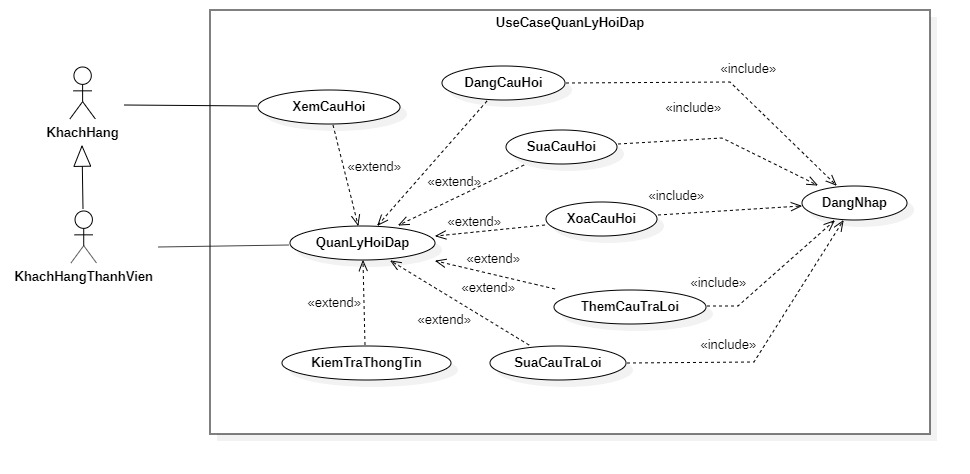 UseCaseQuanLyHoiDap
KhachHang
KhachHangThanhVien
XemCauHoi
DangCauHoi
SuaCauHoi
XoaCauHoi
DangNhap
QuanLyHoiDap
ThemCauTraLoi
SuaCauTraLoi
KiemTraThongTin
«include»
«include»
«include»
«include»
«include»
«extend»
«extend»
«extend»
«extend»
«extend»
«extend»
«extend»